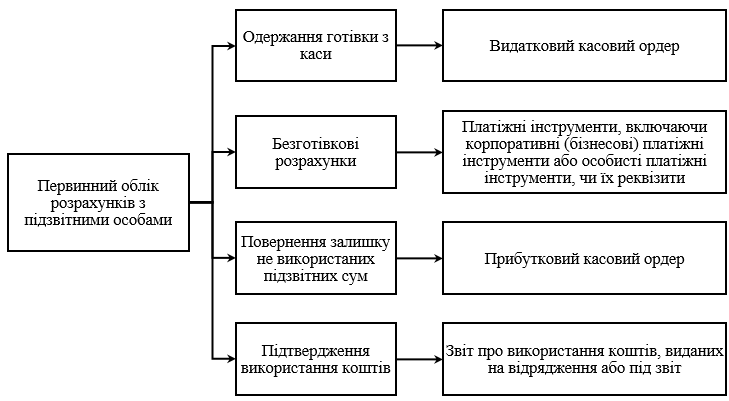 Первинний облік
розрахунків з
підзвітними особами
Одержання готівки з
каси
Видатковий касовий ордер
Безготівкові
розрахунки
Платіжні інструменти, включаючи
корпоративні (бізнесові) платіжні
інструменти або особисті платіжні
інструменти, чи їх реквізити
Повернення залишку
не використаних
підзвітних сум
Прибутковий касовий ордер
Підтвердження
використання коштів
Звіт про використання коштів, виданих
на відрядження або під звіт